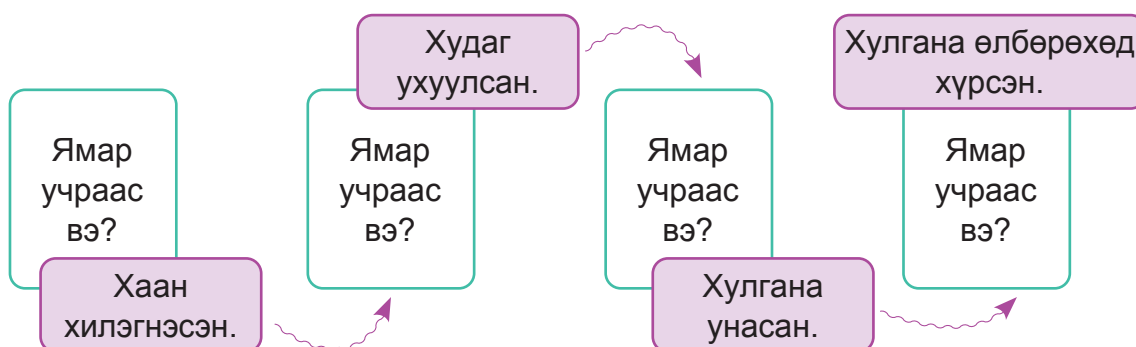 Ямар
учраас
вэ?
Хаан
хилэгнэсэн.
Худаг
ухуулсан.
Ямар
учраас
вэ?
Ямар
учраас
вэ?
Хулгана
унасан.
Хулгана өлбөрөхөд
хүрсэн.
Ямар
учраас
вэ?